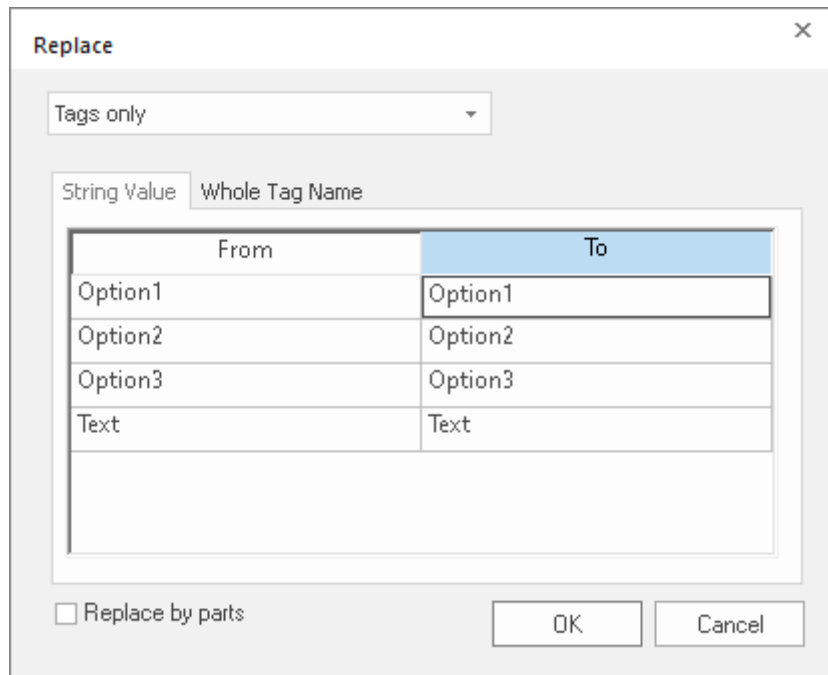 Replace
Tags only
String Value Whole Tag Name
From To
Option1 Option1
Option2 Option2
Option3 Option3
Text Text
Replace by parts OK Cancel